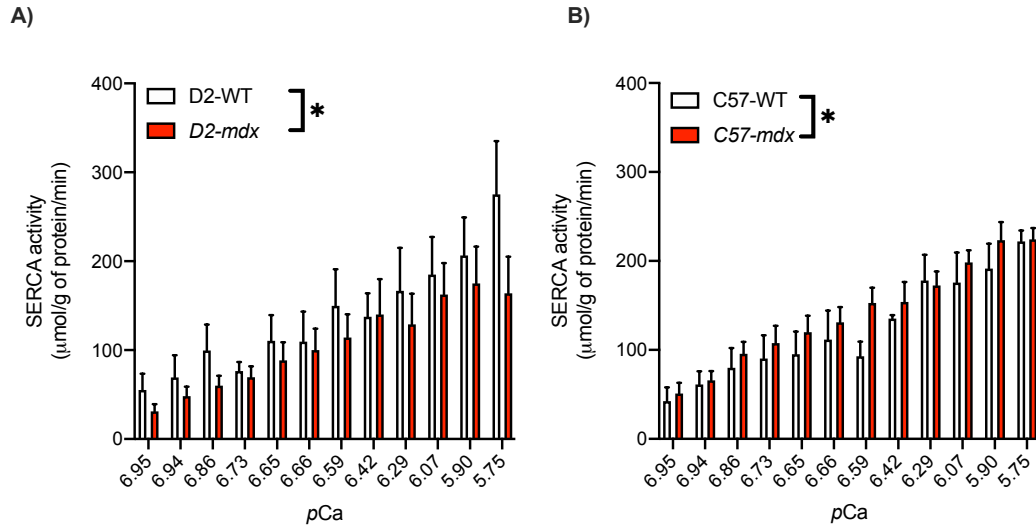 A)
SERCA activity
(μmol/g of protein/min)
400
300
200
100
0
D2-WT
D2-mdx
*
6.95 6.94 6.86 6.73 6.65 6.66 6.59 6.42 6.29 6.07 5.90 5.75
pCa
B)
SERCA activity
(μmol/g of protein/min)
400
300
200
100
0
C57-WT
C57-mdx
*
6.95 6.94 6.86 6.73 6.65 6.66 6.59 6.42 6.29 6.07 5.90 5.75
pCa